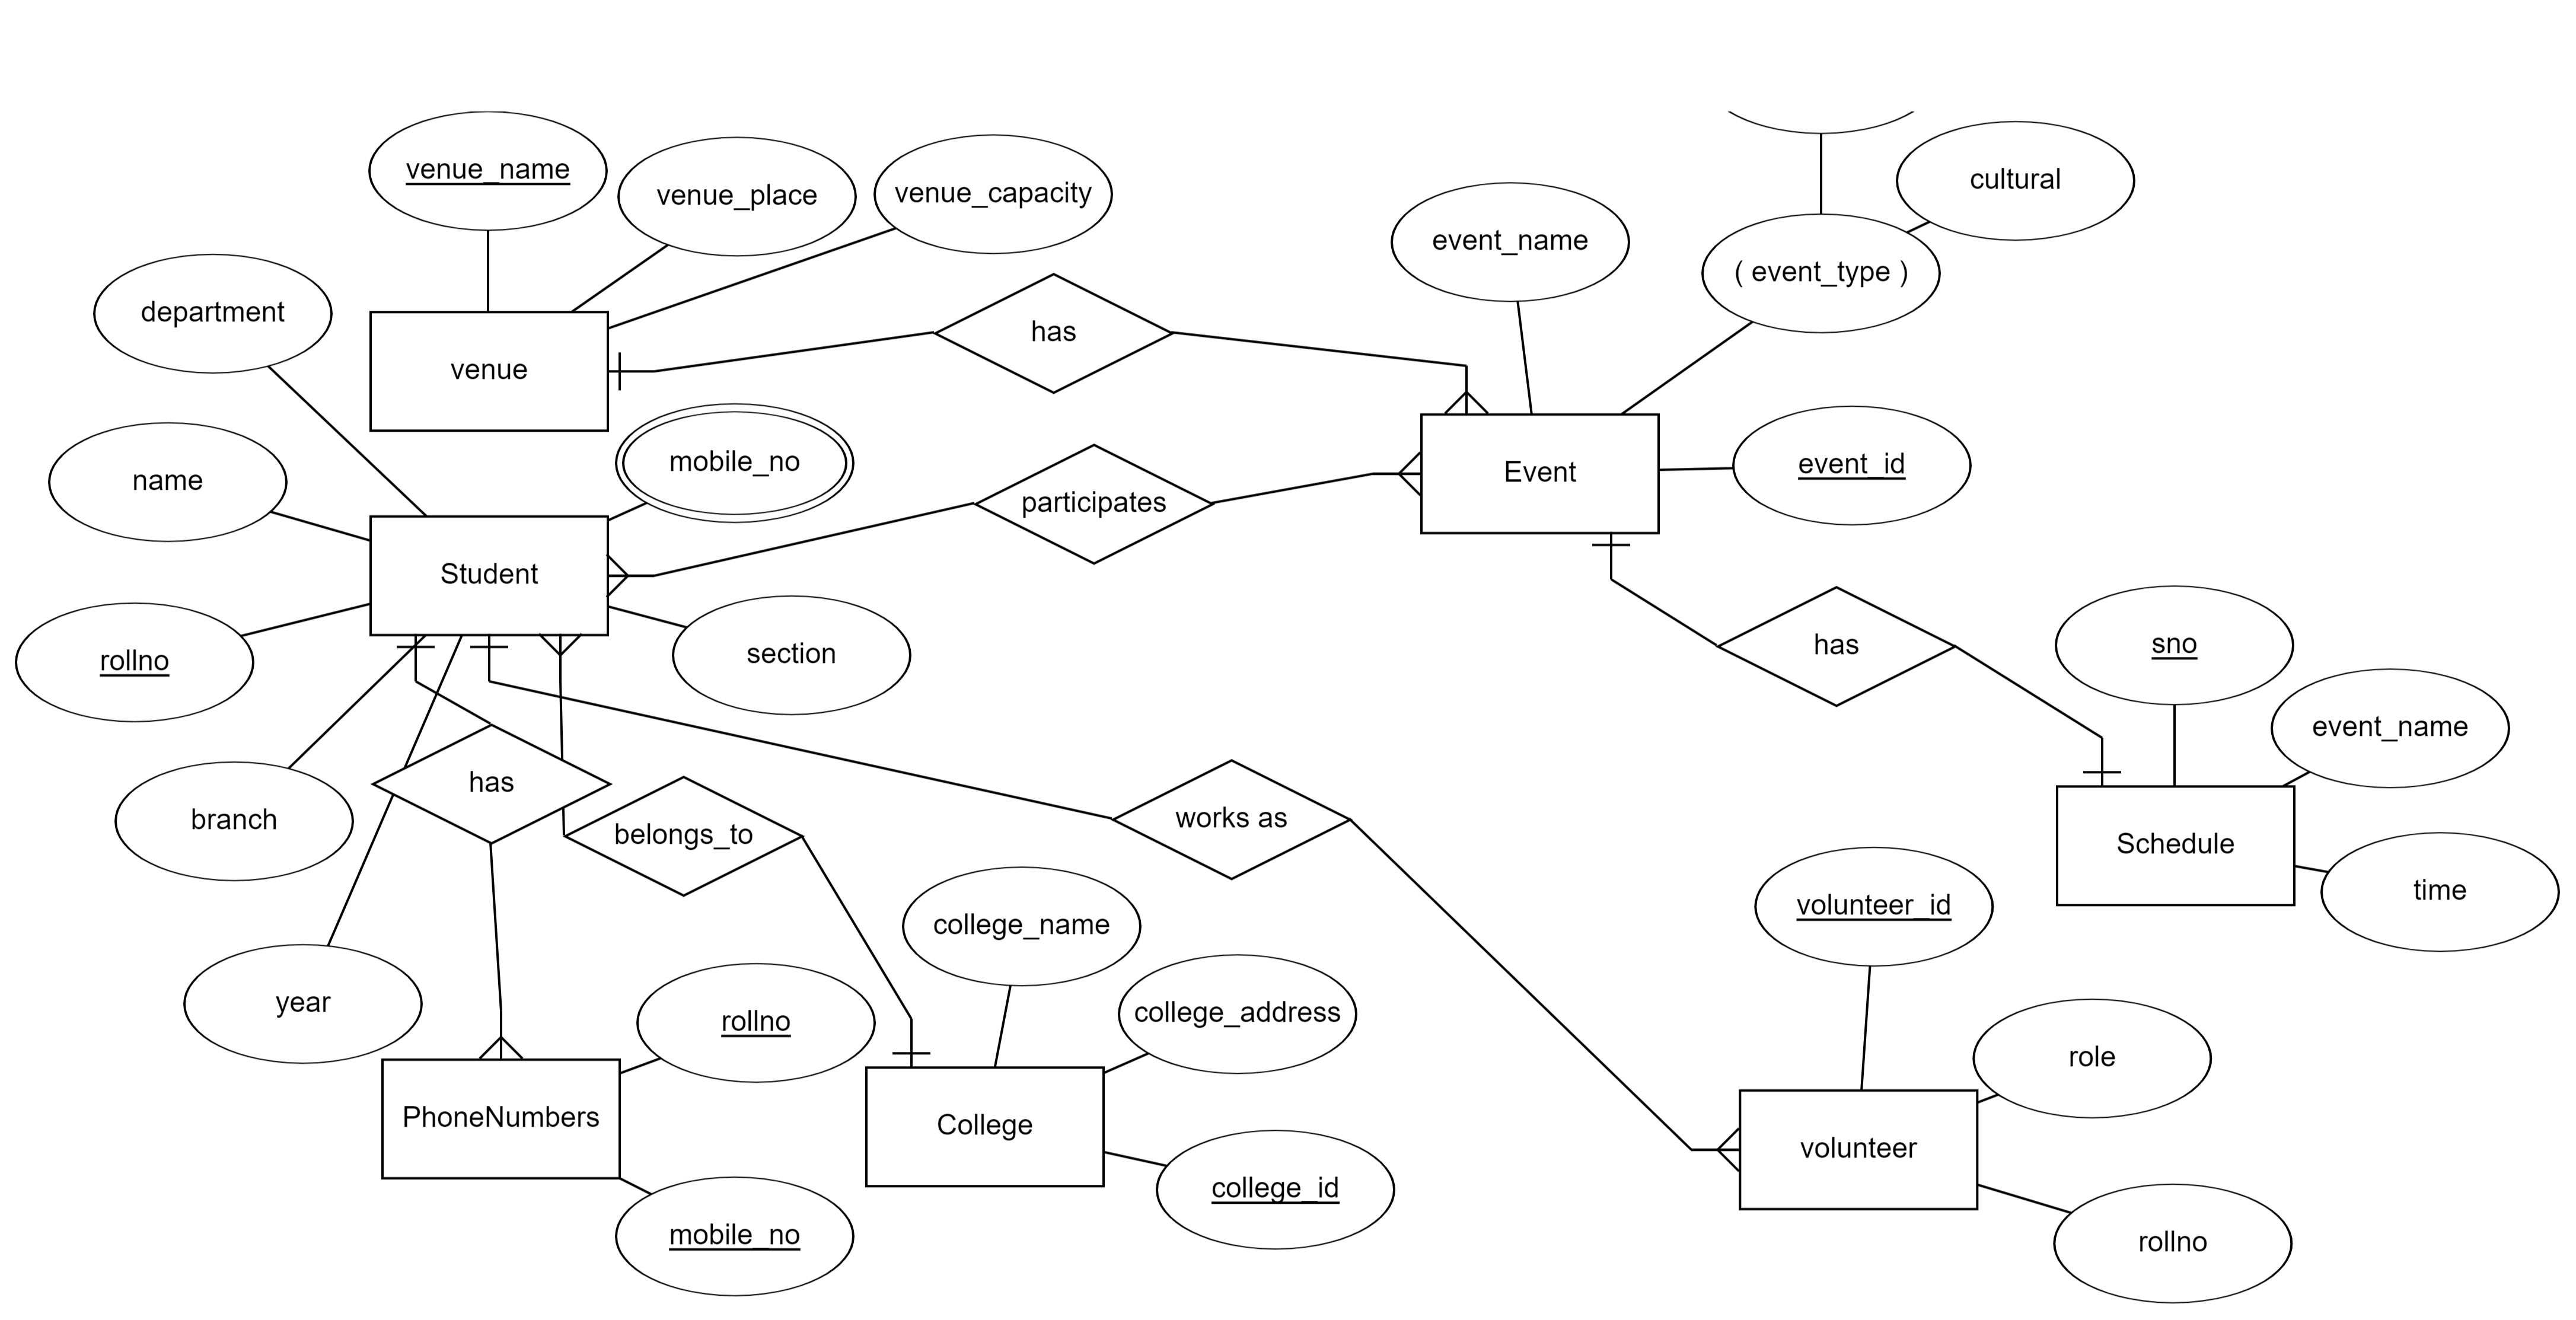 venue_name
venue_place
venue_capacity
cultural
event_name
( event_type )
department
has
venue
mobile_no
name
event_id
Event
participates
Student
section
rollno
has
sno
event_name
has
branch
belongs_to
works as
Schedule
time
volunteer_id
college_name
year
college_address
rollno
role
PhoneNumbers
College
volunteer
college_id
mobile_no
rollno